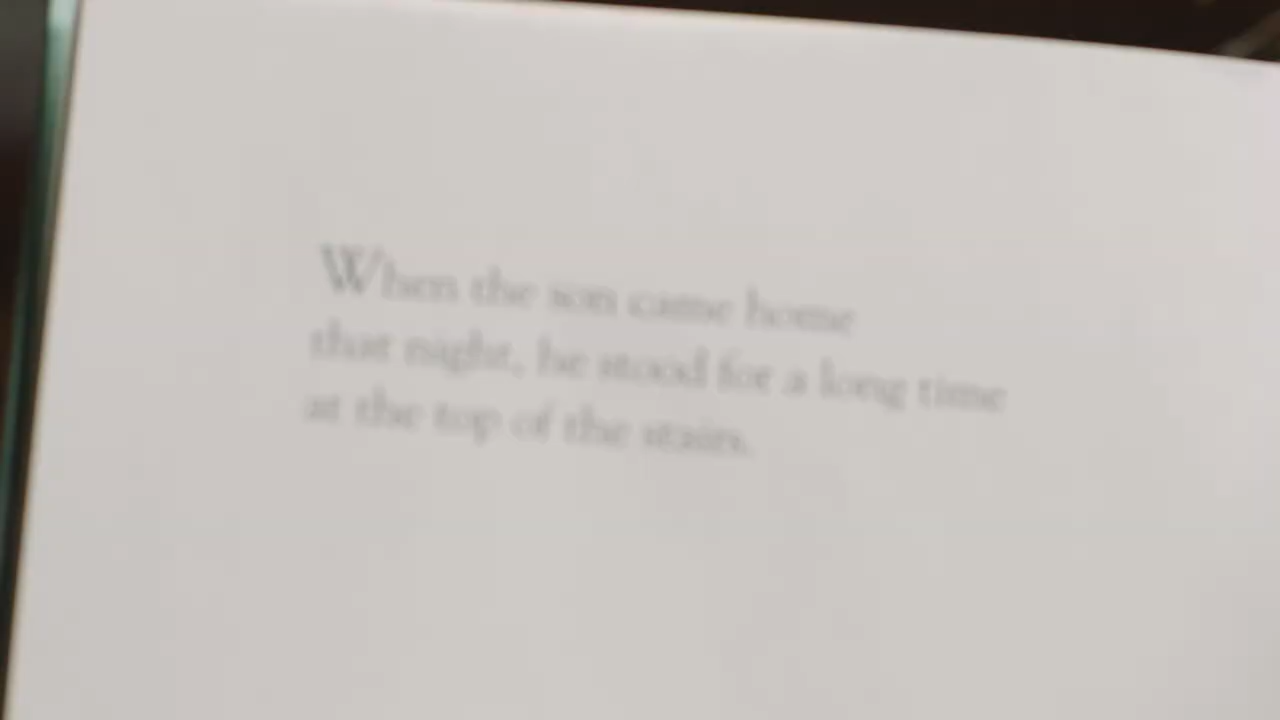 When the son came home
that night, he stood for a long time
at the top of the stairs.